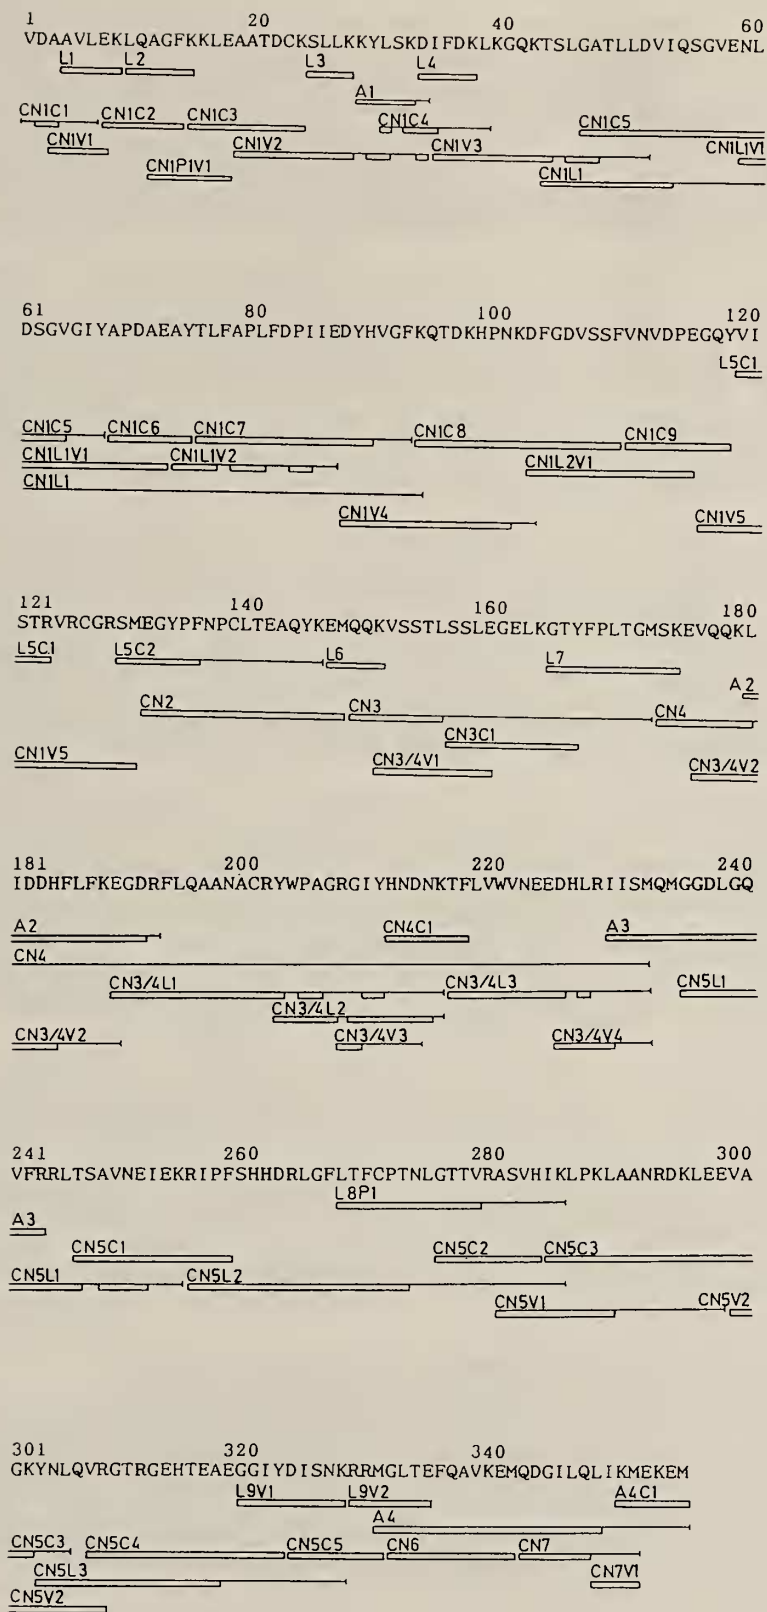 1 20 40 60
VDAAVLEKLQAGFKKLEAATDCKSLLKKYLSKDIFDKLKGQKTSLGATLLDVIQSGVENL
L1 L2 L3 L4
A1
CN1C1 CN1C2 CN1C3 CN1C4 CN1C5
CN1V1 CN1V2 CN1V3 CN1L1V1
CN1P1V1 CN1L1
61 80 100 120
DSGVGIYAPDAEAYTLFAPLFDPIIEDYHVGFKQTDKHPNKDFGDVSSFVNVDPEGQYVI
L5C1
CN1C5 CN1C6 CN1C7 CN1C8 CN1C9
CN1L1V1 CN1L1V2 CN1L2V1
CN1L1
CN1V4 CN1V5
121 140 160 180
STRVRCGRSMEGYPFNPCLTEAQYKEMQQKVSSTLSSLEGELKGTYFPLTGMSKEVQQKL
L5C1 L5C2 L6 L7
A2
CN2 CN3 CN4
CN3C1
CN1V5 CN3/4V1 CN3/4V2
181 200 220 240
IDDHFLFKEGDRFLQAANACRYWPAGRGIYHNDNKTFLVWVNEEDHLRIISMQMGGDLGQ
A2 CN4C1 A3
CN4
CN3/4L1 CN3/4L3 CN5L1
CN3/4L2
CN3/4V2 CN3/4V3 CN3/4V4
241 260 280 300
VFRRLTSAVNEIEKRIPFSHHDRLGFLTFCPTNLGTTVRASVHIKLPKLAANRDKLEEVA
L8P1
A3
CN5C1 CN5C2 CN5C3
CN5L1 CN5L2
CN5V1 CN5V2
301 320 340
GKYNLQVRGTRGEHTEAEGGIYDISNKRRMGLTEFQAVKEMQDGILQLIKMEKEM
L9V1 L9V2 A4C1
A4
CN5C3 CN5C4 CN5C5 CN6 CN7
CN5L3 CN7V1
CN5V2